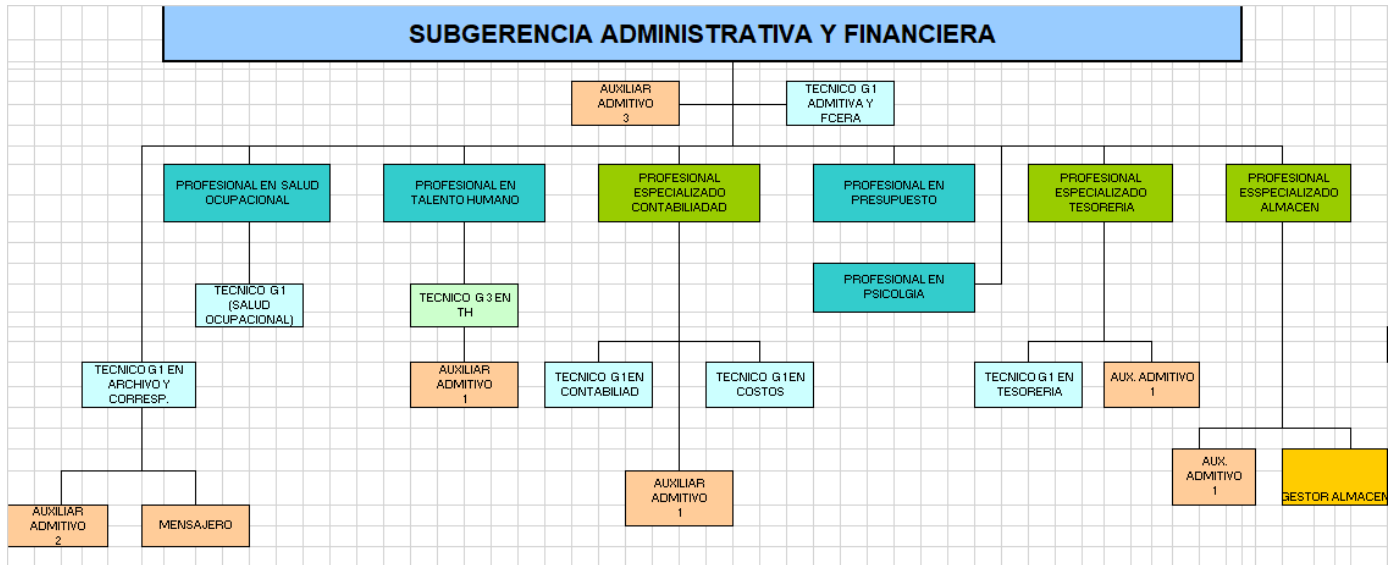 SUBGERENCIA ADMINISTRATIVA Y FINANCIERA
AUXILIAR
ADMITIVO
3
TECNICO G1
ADMITIVA Y
FCERA
PROFESIONAL EN SALUD
OCUPACIONAL
PROFESIONAL EN
TALENTO HUMANO
PROFESIONAL
ESPECIALIZADO
CONTABILIADAD
PROFESIONAL EN
PRESUPUESTO
PROFESIONAL
ESPECIALIZADO
TESORERIA
PROFESIONAL
ESSPECIALIZADO
ALMACEN
PROFESIONAL EN
PSICOLGIA
TECNICO G1
(SALUD
OCUPACIONAL)
TECNICO G3 EN
TH
TECNICO G1 EN
ARCHIVO Y
CORRESP.
AUXILIAR
ADMITIVO
1
TECNICO G1 EN
CONTABILIAD
TECNICO G1 EN
COSTOS
TECNICO G1 EN
TESORERIA
AUX. ADMITIVO
1
AUX.
ADMITIVO
1
GESTOR ALMACEN
AUXILIAR
ADMITIVO
1
AUXILIAR
ADMITIVO
2
MENSAJERO